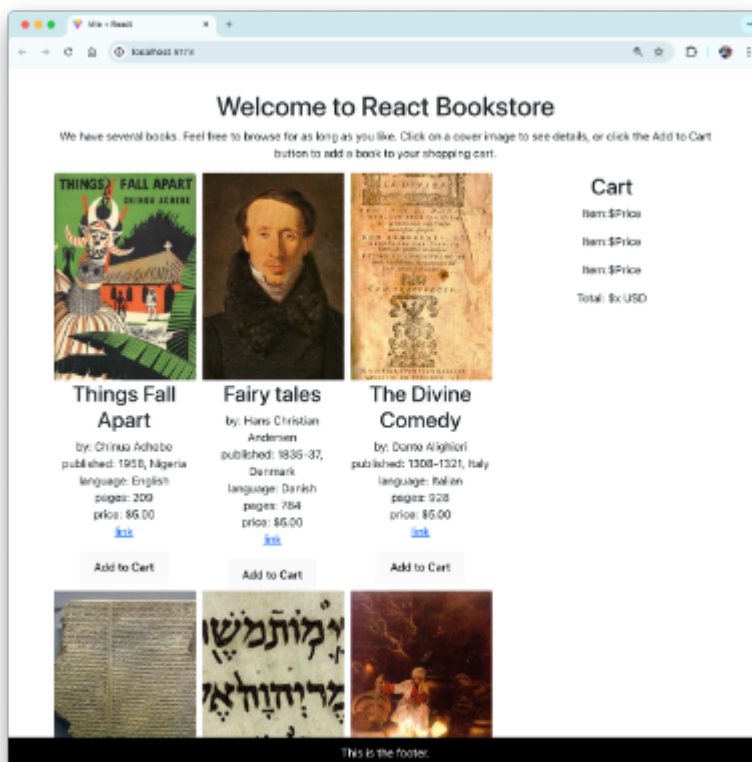 Vite + React
localhost:5173
Welcome to React Bookstore
We have several books. Feel free to browse for as long as you like. Click on a cover image to see details, or click the Add to Cart
button to add a book to your shopping cart.
THINGS FALL APART
CHINUA ACHEBE
Things Fall
Apart
by: Chinua Achebe
published: 1958, Nigeria
language: English
pages: 209
price: $5.00
link
Add to Cart
Fairy tales
by: Hans Christian
Andersen
published: 1835-37,
Denmark
language: Danish
pages: 784
price: $5.00
link
Add to Cart
LA DIVINA
The Divine
Comedy
by: Dante Alighieri
published: 1308-1321, Italy
language: Italian
pages: 928
price: $5.00
link
Add to Cart
Cart
Item: $Price
Item: $Price
Item: $Price
Total: $x USD
This is the footer.